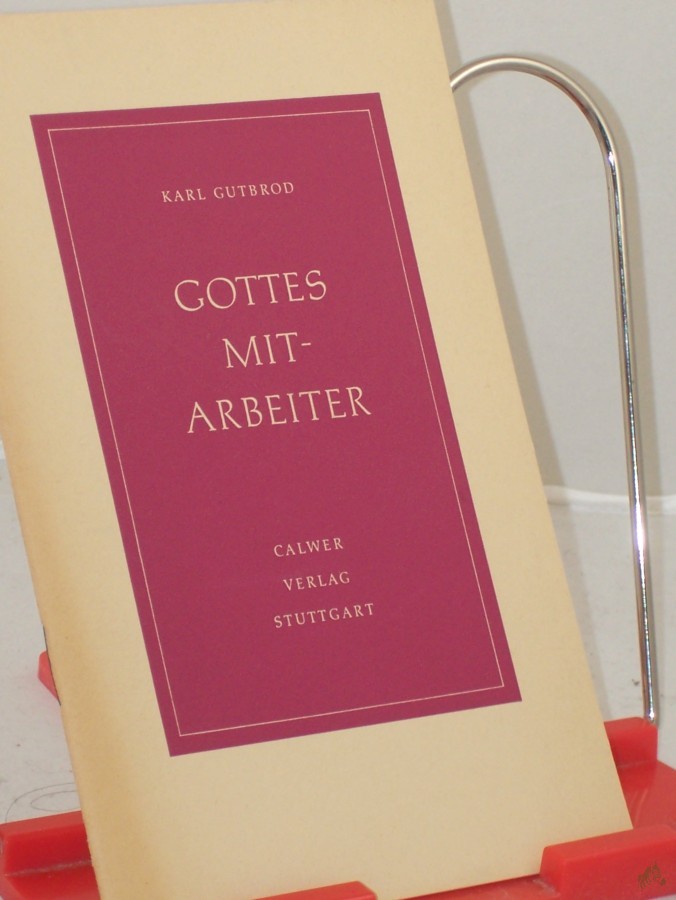 KARL GUTBROD
GOTTES
MIT-
ARBEITER
CALWER
VERLAG
STUTTGART